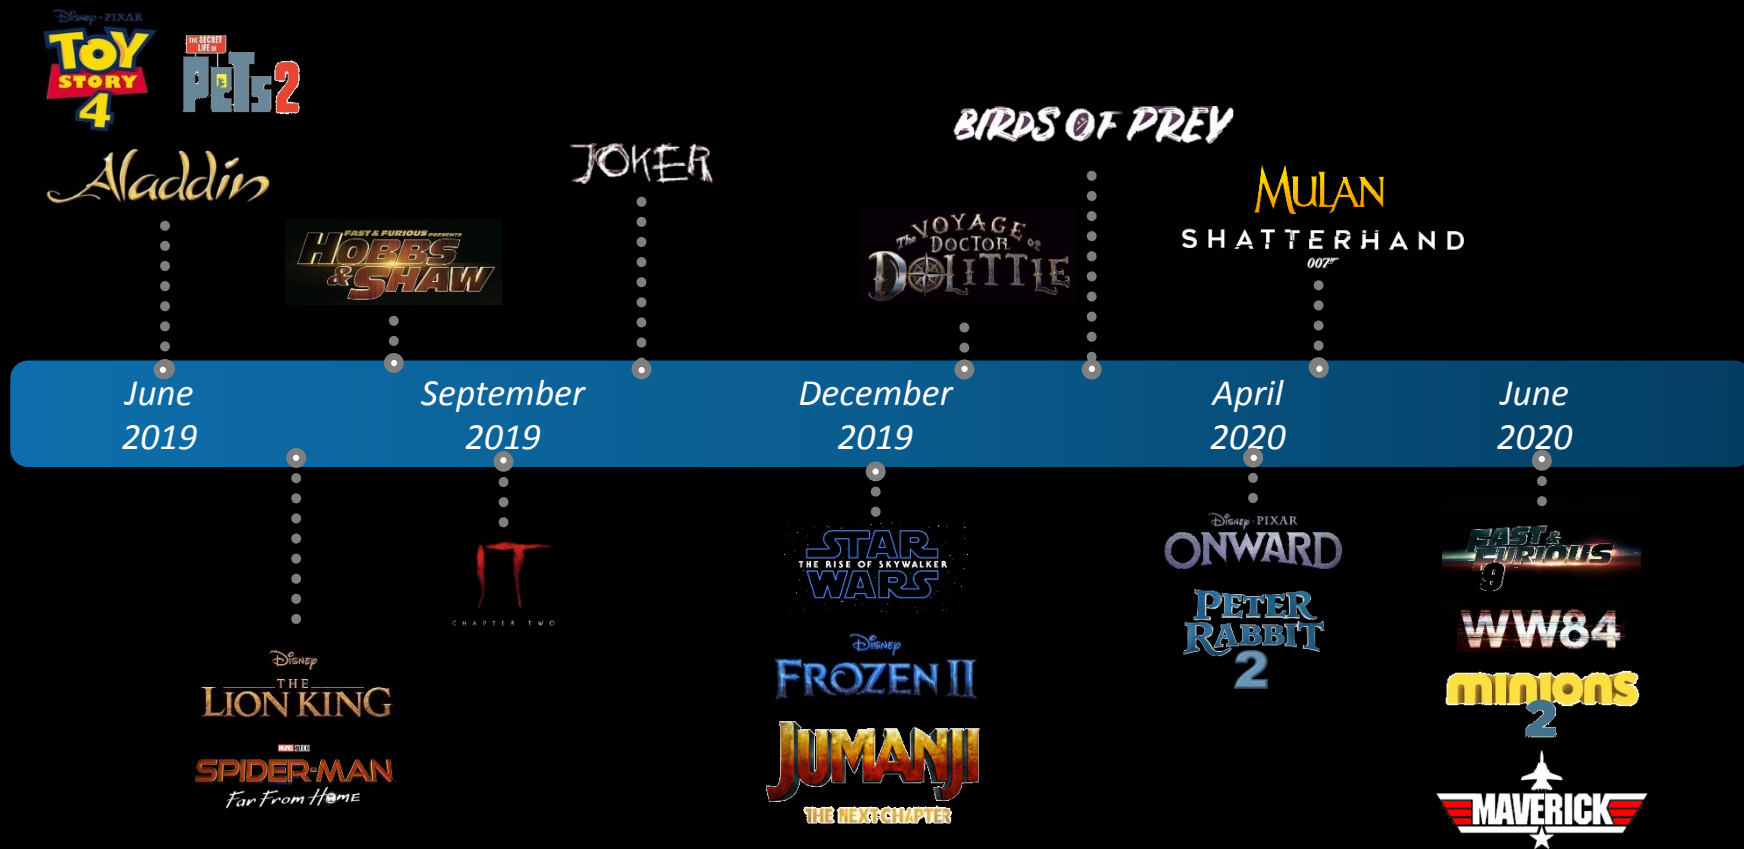 Disney · PIXAR
TOY
STORY
4
THE SECRET
LIFE OF
PETS 2
Aladdin
FAST & FURIOUS PRESENTS
HOBBS
& SHAW
JOKER
The VOYAGE of
DOCTOR
DOLITTLE
BIRDS OF PREY
MULAN
SHATTERHAND
007
June
2019
September
2019
December
2019
April
2020
June
2020
Disney
THE
LION KING
MARVEL STUDIOS
SPIDER-MAN
Far From Home
IT
CHAPTER TWO
STAR
THE RISE OF SKYWALKER
WARS
Disney
FROZEN II
JUMANJI
THE NEXT CHAPTER
Disney · PIXAR
ONWARD
PETER
RABBIT
2
FAST &
FURIOUS
9
WW84
minions
2
MAVERICK